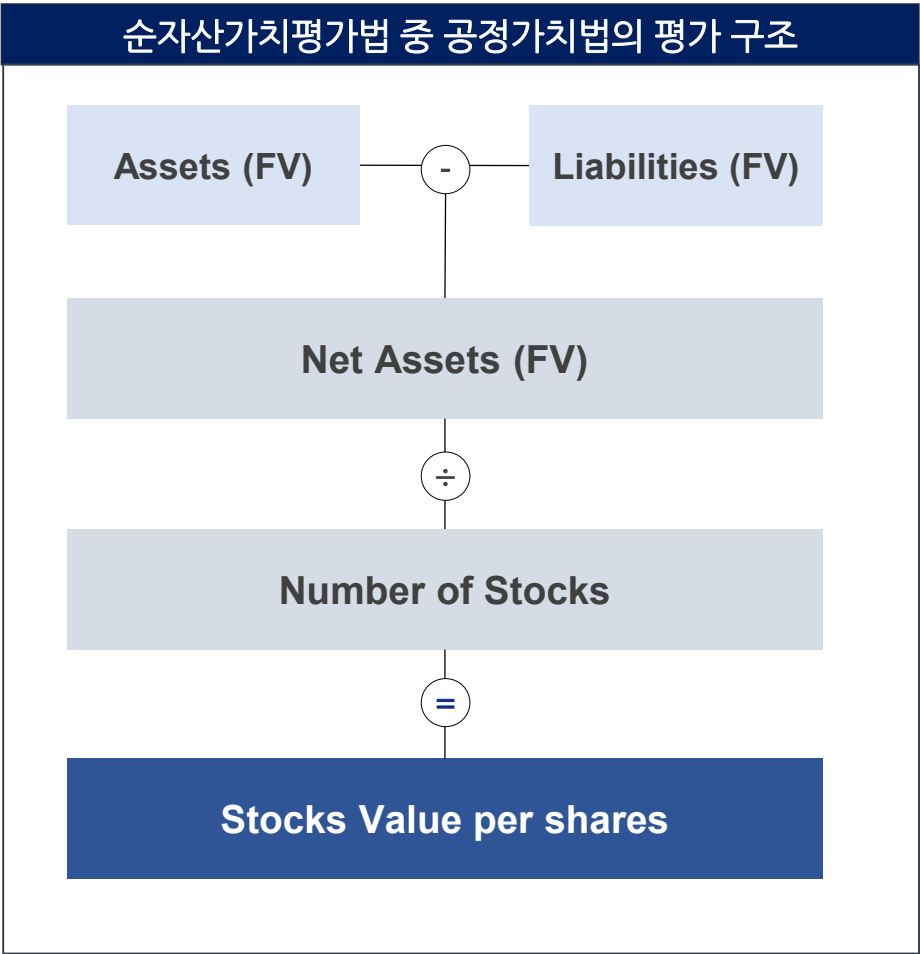 순자산가치평가법 중 공정가치법의 평가 구조
Assets (FV)
-
Liabilities (FV)
Net Assets (FV)
÷
Number of Stocks
=
Stocks Value per shares